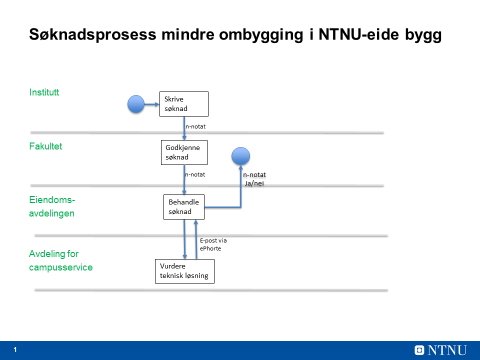 Søknadsprosess mindre ombygging i NTNU-eide bygg
Institutt
Skrive
søknad
n-notat
Fakultet
Godkjenne
søknad
n-notat
n-notat
Ja/nei
Eiendoms-
avdelingen
Behandle
søknad
E-post via
ePhorte
Avdeling for
campusservice
Vurdere
teknisk løsning
1
NTNU